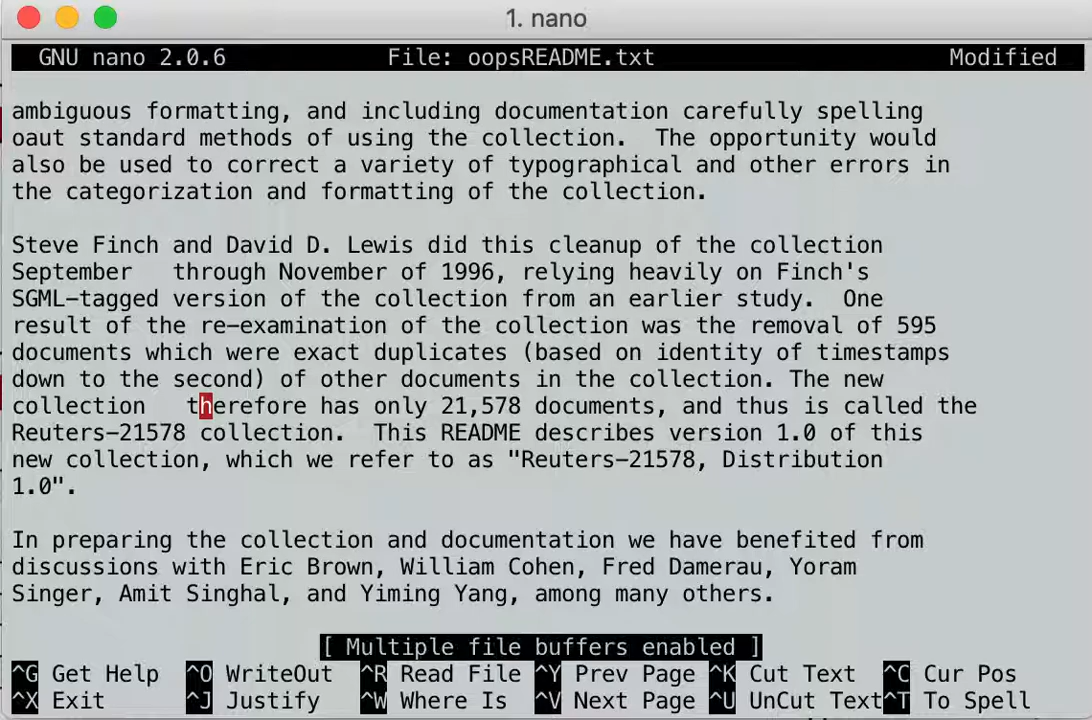 1. nano
GNU nano 2.0.6 File: oopsREADME.txt Modified
ambiguous formatting, and including documentation carefully spelling
oaut standard methods of using the collection.  The opportunity would
also be used to correct a variety of typographical and other errors in
the categorization and formatting of the collection.
Steve Finch and David D. Lewis did this cleanup of the collection
September   through November of 1996, relying heavily on Finch's
SGML-tagged version of the collection from an earlier study.  One
result of the re-examination of the collection was the removal of 595
documents which were exact duplicates (based on identity of timestamps
down to the second) of other documents in the collection. The new
collection   therefore has only 21,578 documents, and thus is called the
Reuters-21578 collection.  This README describes version 1.0 of this
new collection, which we refer to as "Reuters-21578, Distribution
1.0".
In preparing the collection and documentation we have benefited from
discussions with Eric Brown, William Cohen, Fred Damerau, Yoram
Singer, Amit Singhal, and Yiming Yang, among many others.
[ Multiple file buffers enabled ]
^G Get Help ^O WriteOut ^R Read File ^Y Prev Page ^K Cut Text ^C Cur Pos
^X Exit ^J Justify ^W Where Is ^V Next Page ^U UnCut Text ^T To Spell